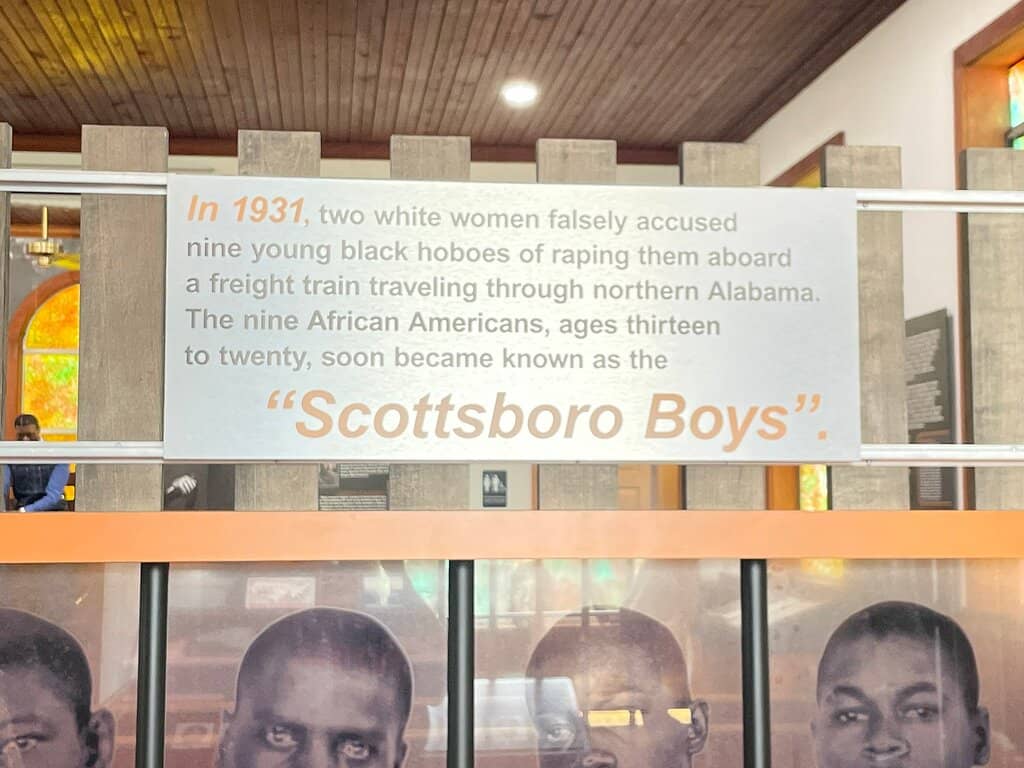 In 1931, two white women falsely accused
nine young black hoboes of raping them aboard
a freight train traveling through northern Alabama.
The nine African Americans, ages thirteen
to twenty, soon became known as the
“Scottsboro Boys”.